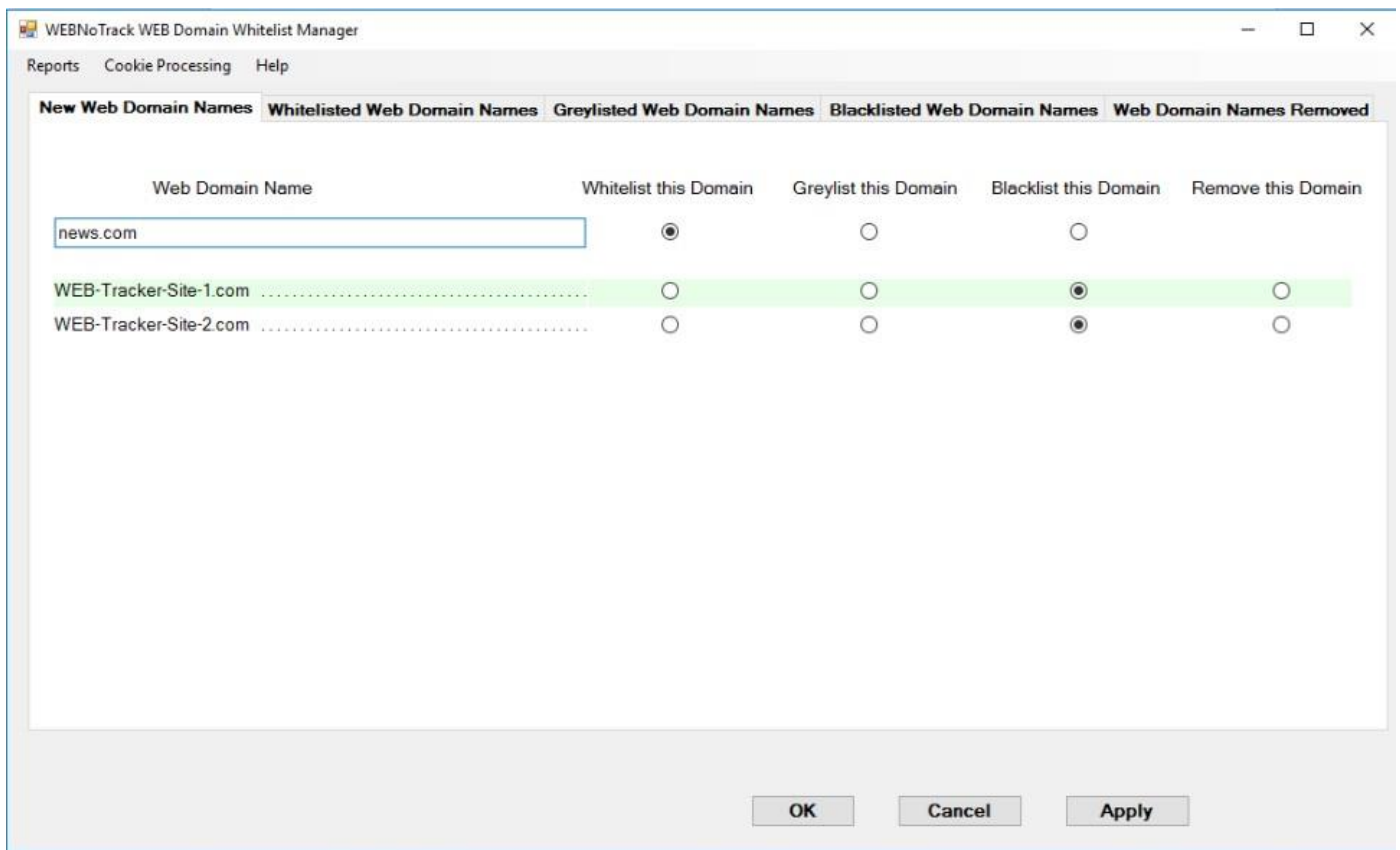 WEBNoTrack WEB Domain Whitelist Manager
Reports Cookie Processing Help
New Web Domain Names Whitelisted Web Domain Names Greylisted Web Domain Names Blacklisted Web Domain Names Web Domain Names Removed
Web Domain Name Whitelist this Domain Greylist this Domain Blacklist this Domain Remove this Domain
news.com
WEB-Tracker-Site-1.com ..........................................
WEB-Tracker-Site-2.com ..........................................
OK Cancel Apply